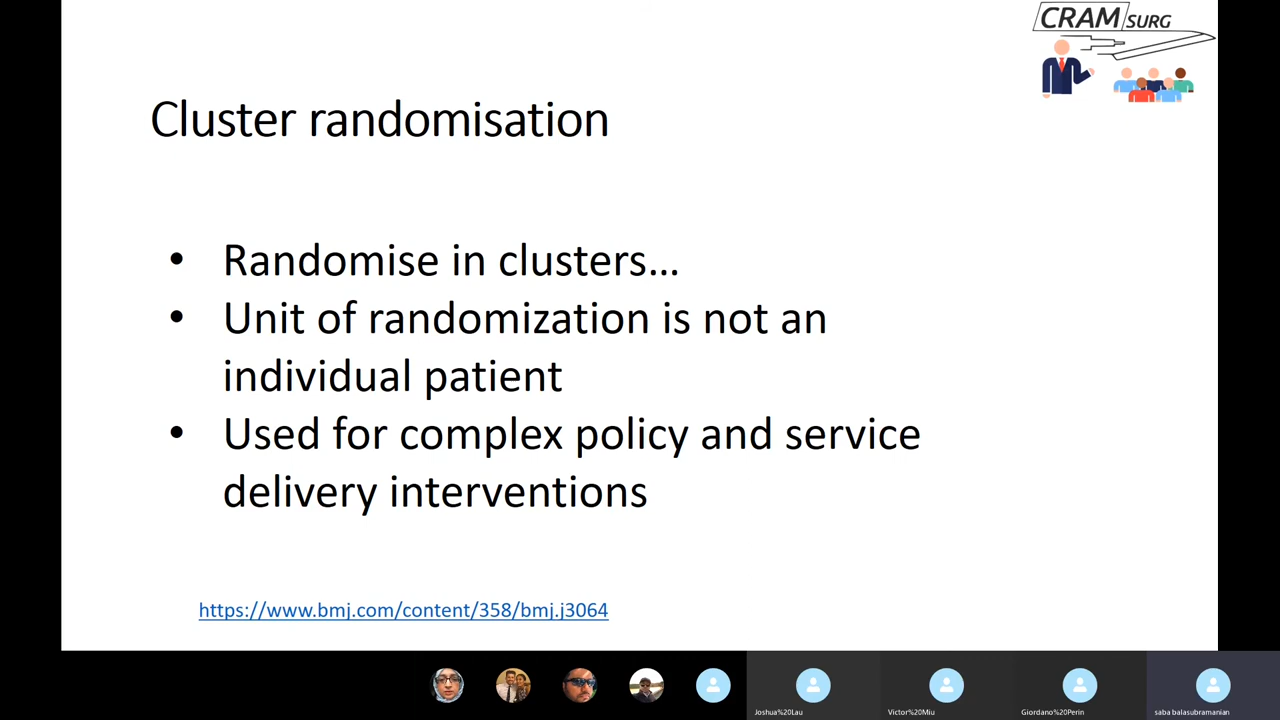 CRAM SURG
Cluster randomisation
• Randomise in clusters...
• Unit of randomization is not an
individual patient
• Used for complex policy and service
delivery interventions
https://www.bmj.com/content/358/bmj.j3064
Joshua%20Lau
Victor%20Miu
Giordano%20Perin
saba balasubramanian